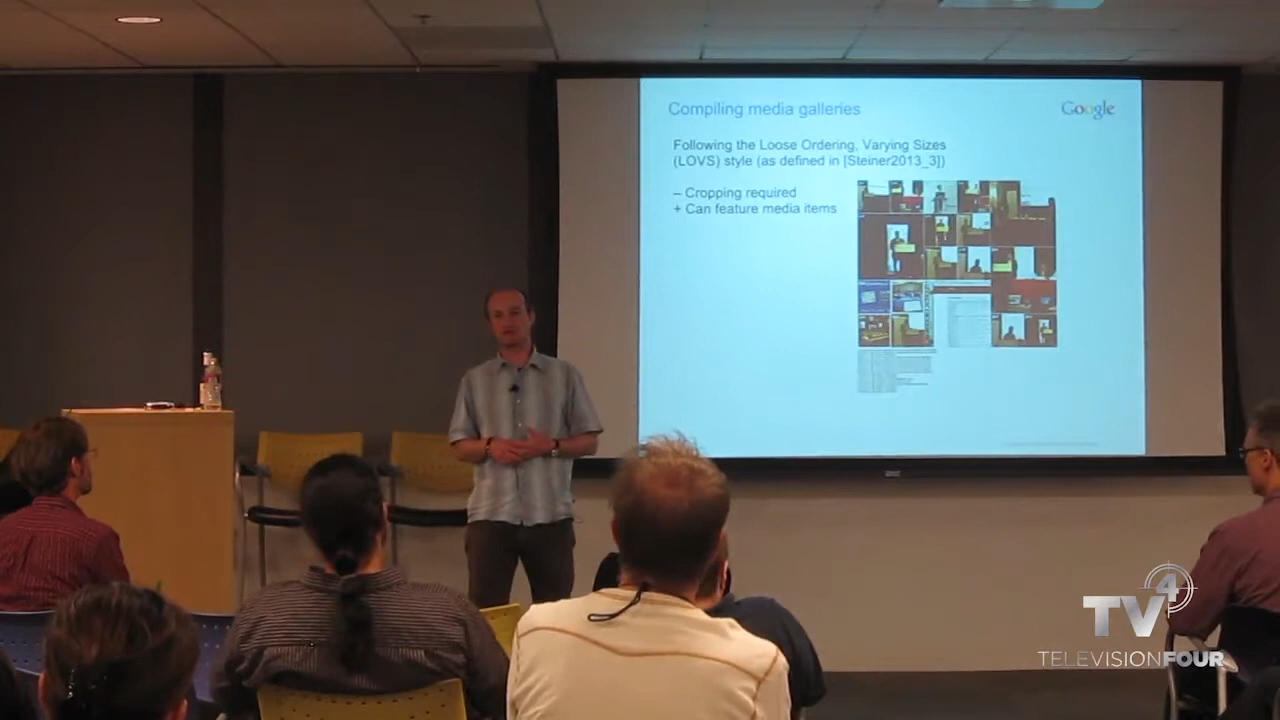 Compiling media galleries
Google
Following the Loose Ordering, Varying Sizes
(LOVS) style (as defined in [Steiner2013_3])
– Cropping required
+ Can feature media items
TV4
TELEVISIONFOUR